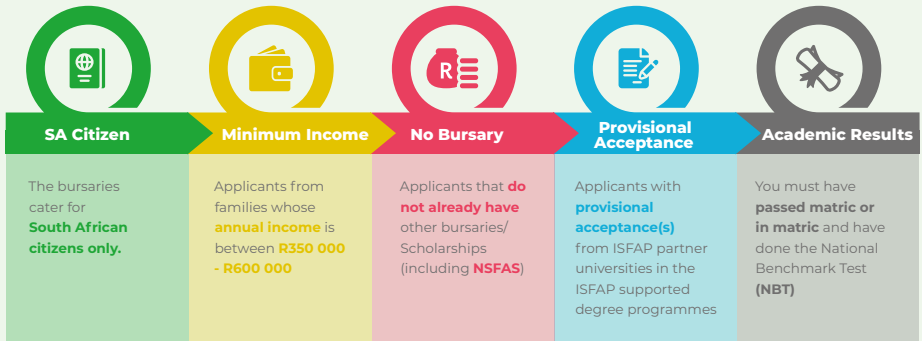 R
SA Citizen
Minimum Income
No Bursary
Provisional
Acceptance
Academic Results
The bursaries
cater for
South African
citizens only.
Applicants from
families whose
annual income is
between R350 000
- R600 000
Applicants that do
not already have
other bursaries/
Scholarships
(including NSFAS)
Applicants with
provisional
acceptance(s)
from ISFAP partner
universities in the
ISFAP supported
degree programmes
You must have
passed matric or
in matric and have
done the National
Benchmark Test
(NBT)